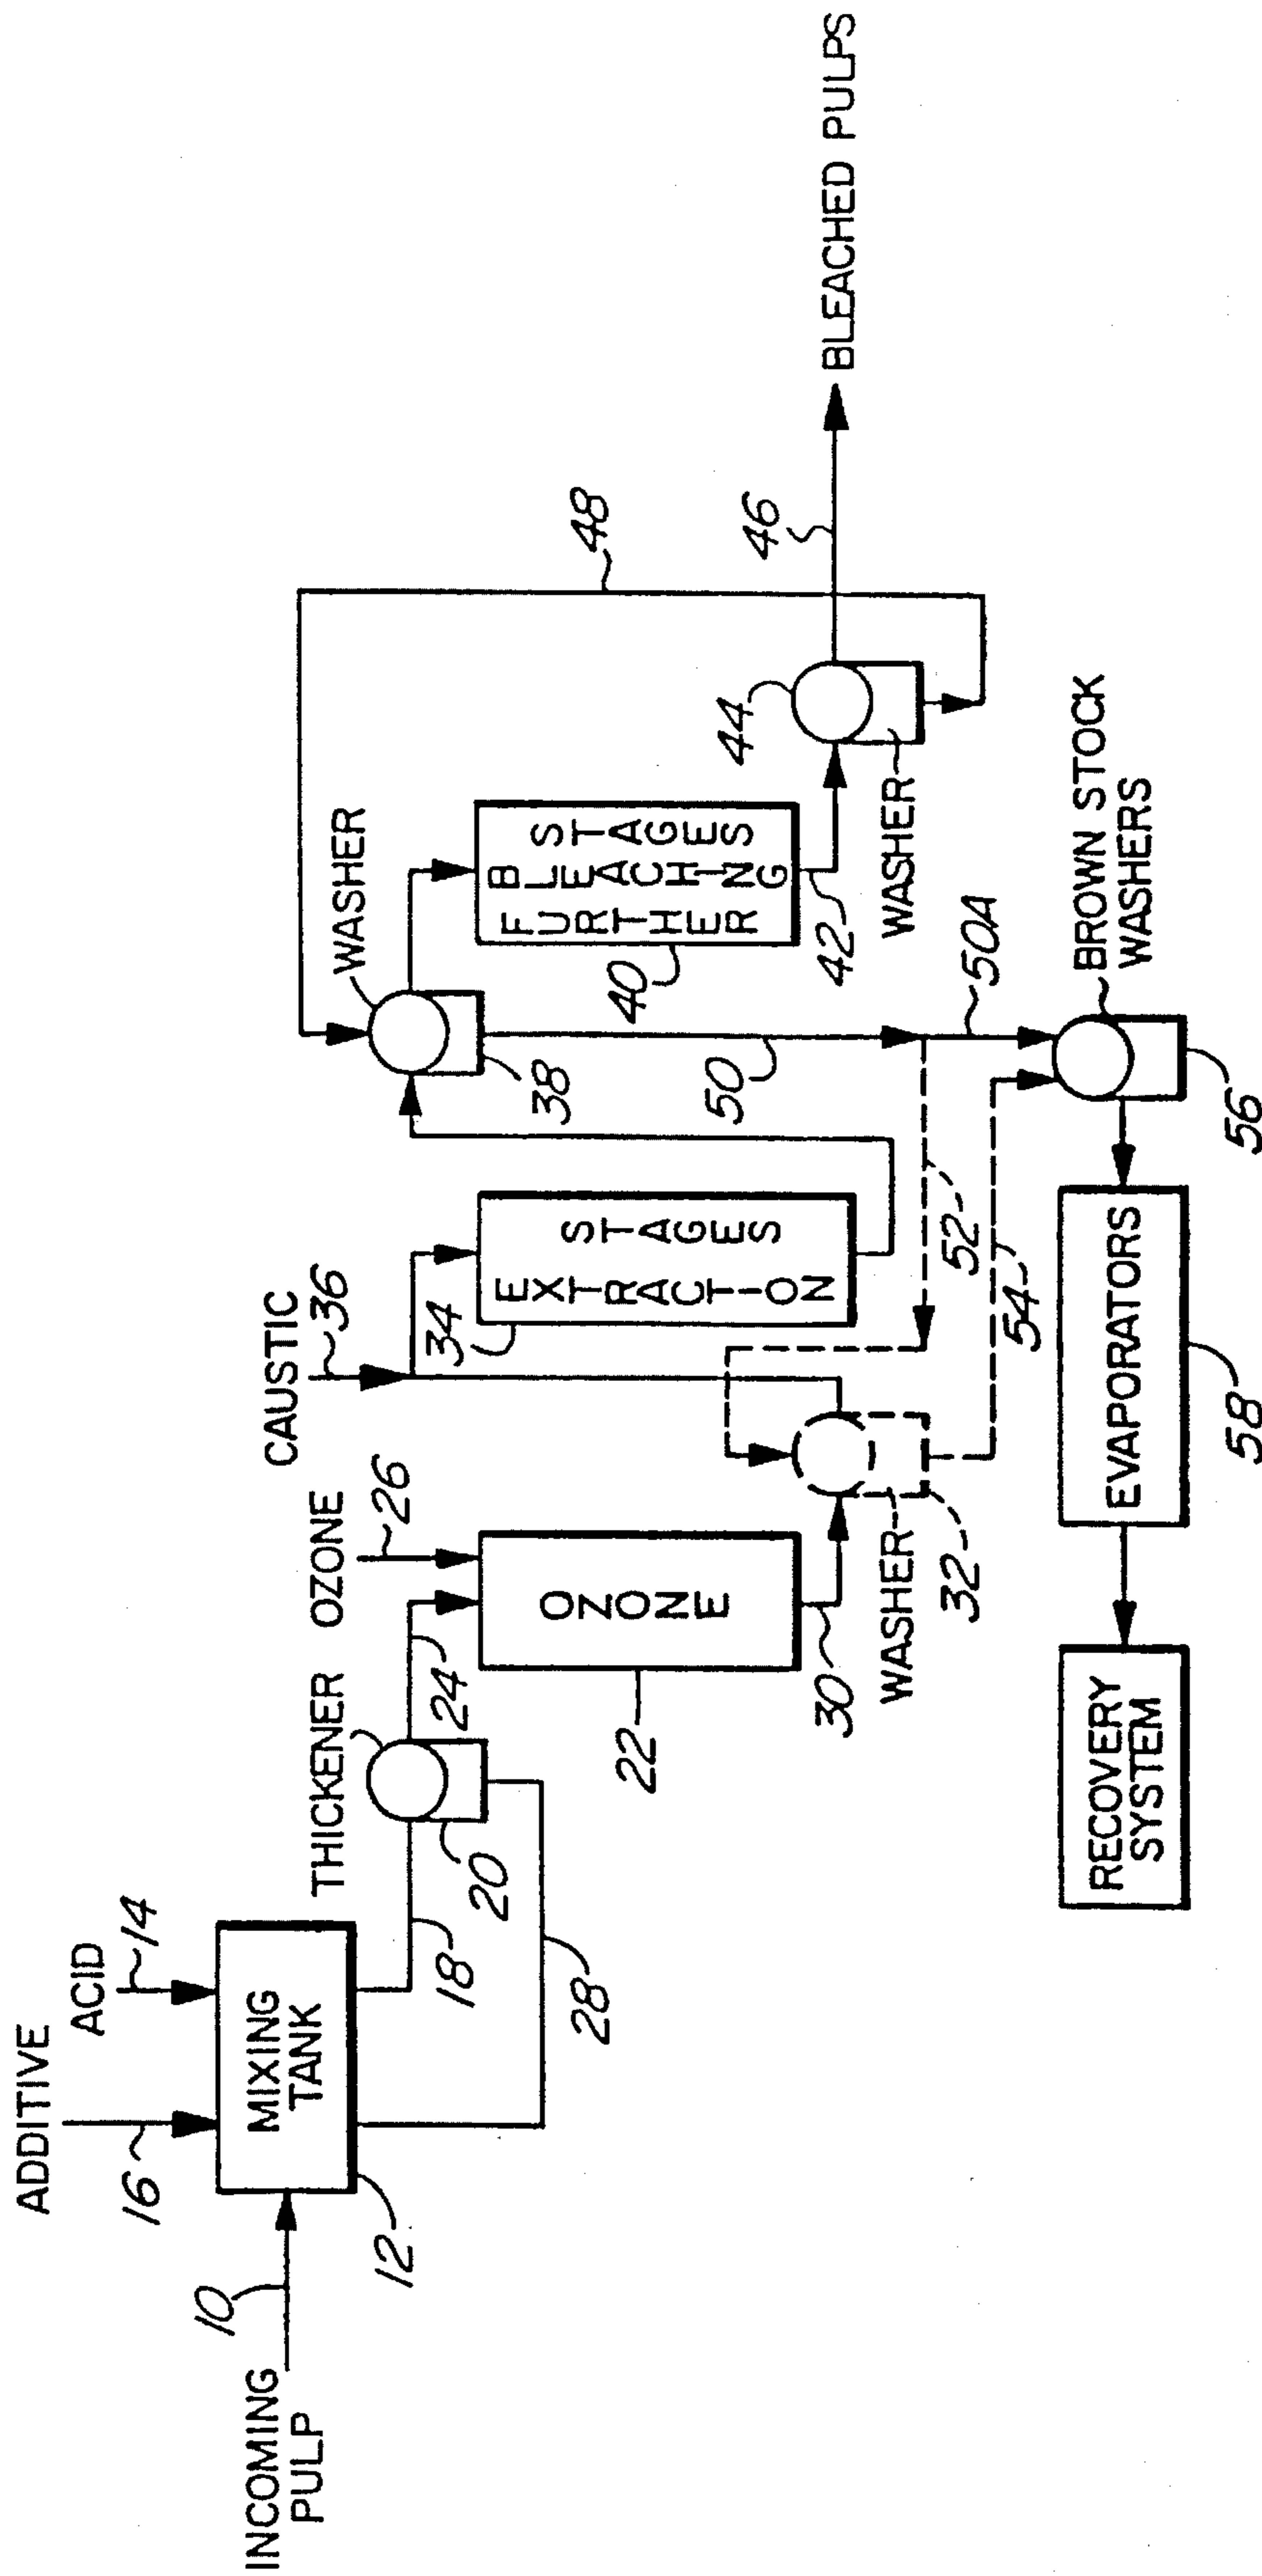 INCOMING
PULP
10
ADDITIVE
16
ACID
14
MIXING
TANK
12
18
THICKENER
20
28
24
OZONE
26
OZONE
22
30
WASHER
32
CAUSTIC
36
34
EXTRACTION
STAGES
WASHER
38
40
FURTHER
BLEACHING
STAGES
42
44
WASHER
46
BLEACHED PULPS
48
50
50A
52
54
BROWN STOCK
WASHERS
56
EVAPORATORS
58
RECOVERY
SYSTEM